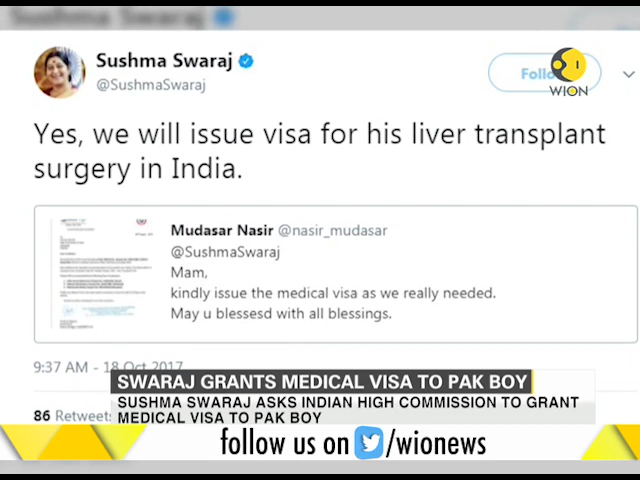 Sushma Swaraj
Sushma Swaraj
@SushmaSwaraj
Follo
WION
Yes, we will issue visa for his liver transplant
surgery in India.
Mudasar Nasir @nasir_mudasar
@SushmaSwaraj
Mam,
kindly issue the medical visa as we really needed.
May u blessesd with all blessings.
9:37 AM - 18 Oct 2017
SWARAJ GRANTS MEDICAL VISA TO PAK BOY
SUSHMA SWARAJ ASKS INDIAN HIGH COMMISSION TO GRANT
MEDICAL VISA TO PAK BOY
86 Retweets
follow us on /wionews